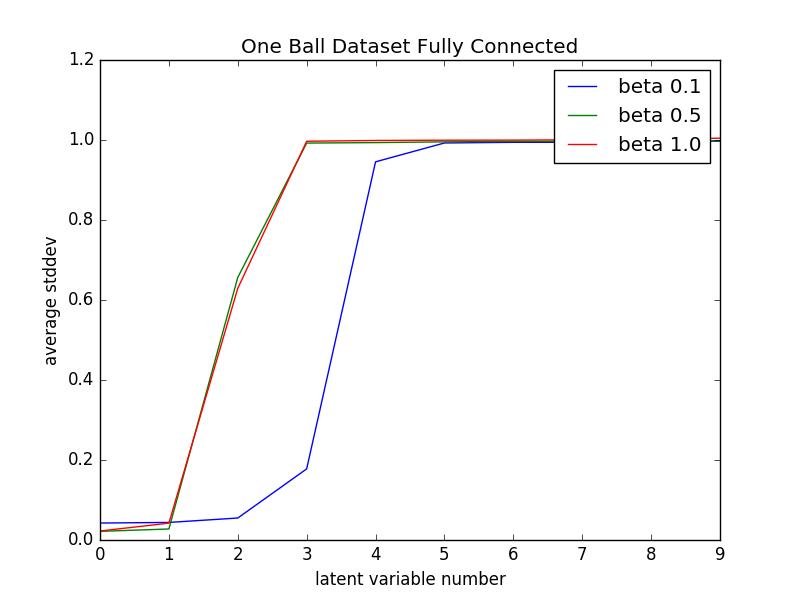 One Ball Dataset Fully Connected
beta 0.1
beta 0.5
beta 1.0
average stddev
1.2
1.0
0.8
0.6
0.4
0.2
0.0
0 1 2 3 4 5 6 7 8 9
latent variable number